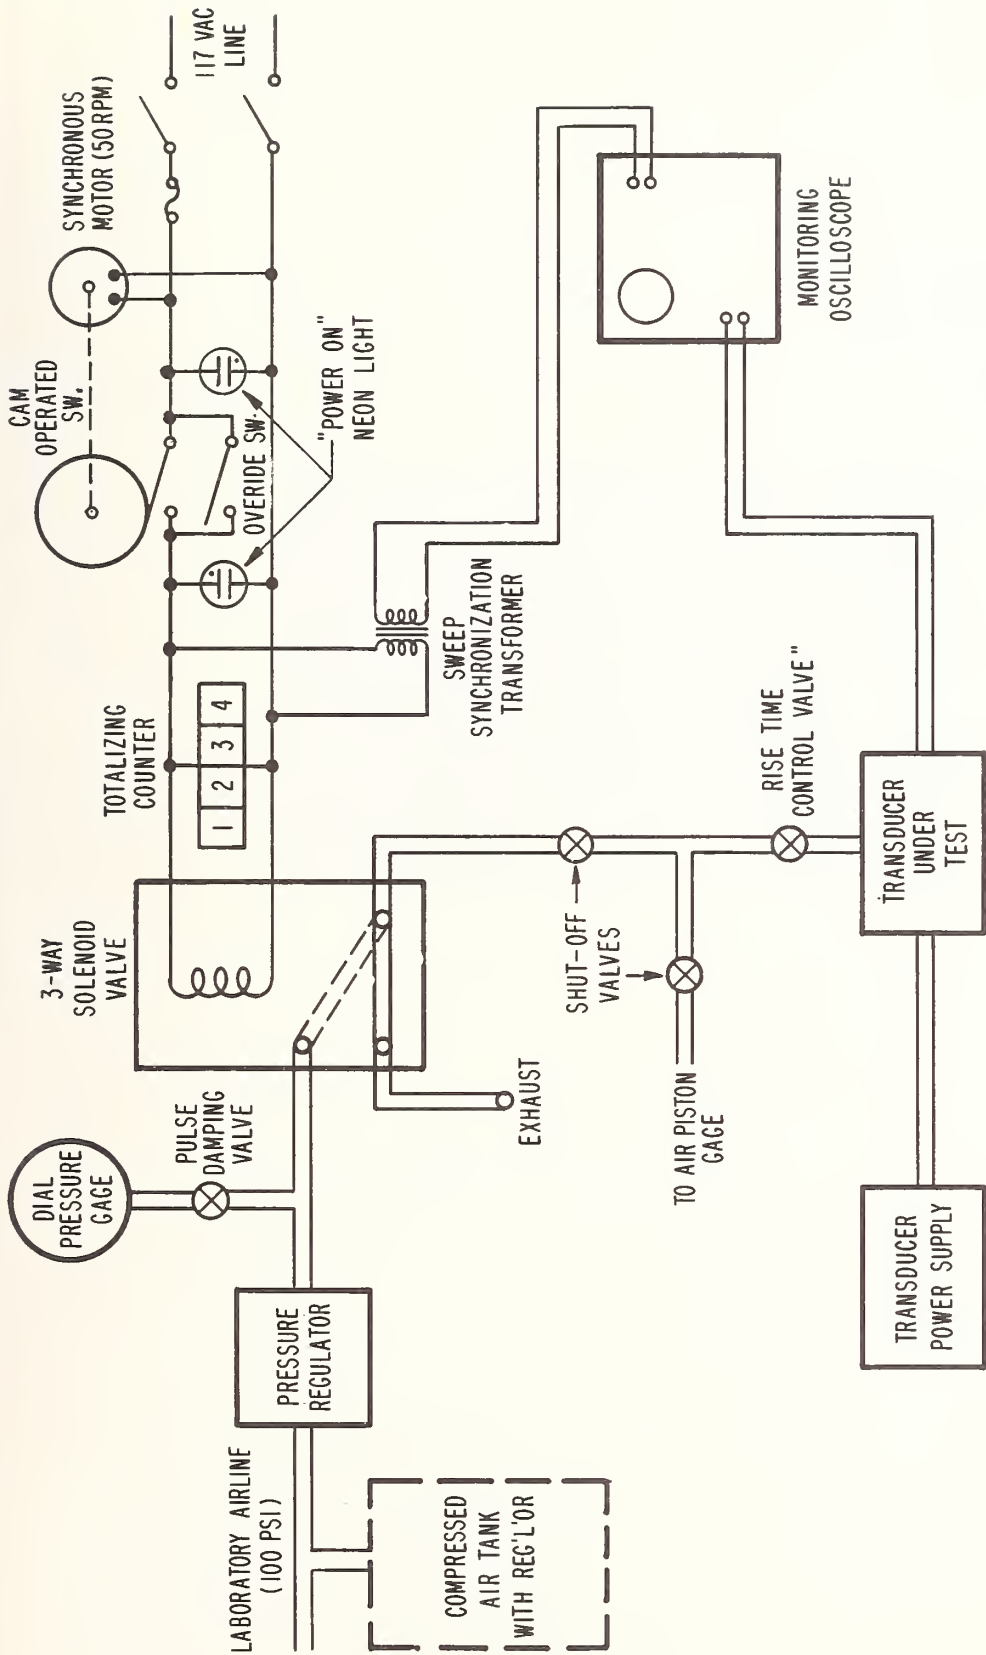 LABORATORY AIRLINE
(100 PSI)
COMPRESSED
AIR TANK
WITH REG'L'OR
PRESSURE
REGULATOR
DIAL
PRESSURE
GAGE
PULSE
DAMPING
VALVE
3-WAY
SOLENOID
VALVE
EXHAUST
TOTALIZING
COUNTER
1 2 3 4
CAM
OPERATED
SW.
OVERIDE SW.
SYNCHRONOUS
MOTOR (50RPM)
117 VAC
LINE
"POWER ON"
NEON LIGHT
SWEEP
SYNCHRONIZATION
TRANSFORMER
MONITORING
OSCILLOSCOPE
SHUT-OFF
VALVES
TO AIR PISTON
GAGE
RISE TIME
CONTROL VALVE"
TRANSDUCER
UNDER
TEST
TRANSDUCER
POWER SUPPLY